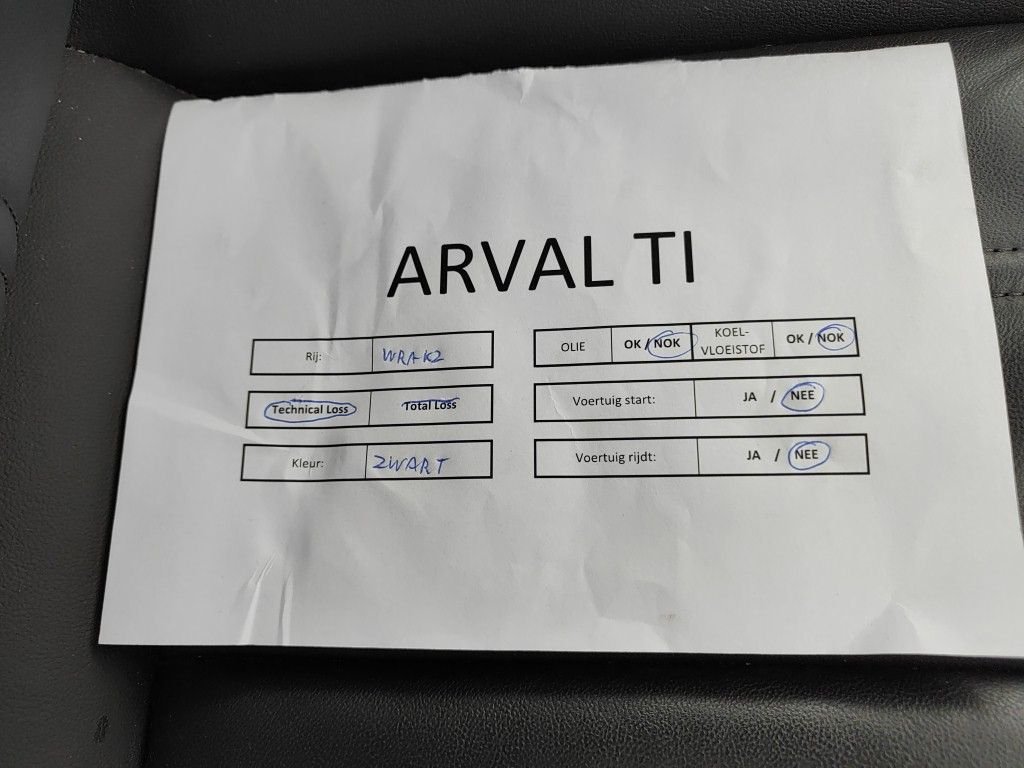 ARVAL TI
Rij: WRAK2
OLIE OK / NOK KOEL-VLOEISTOF OK / NOK
Technical Loss Total Loss
Voertuig start: JA / NEE
Kleur: ZWART
Voertuig rijdt: JA / NEE